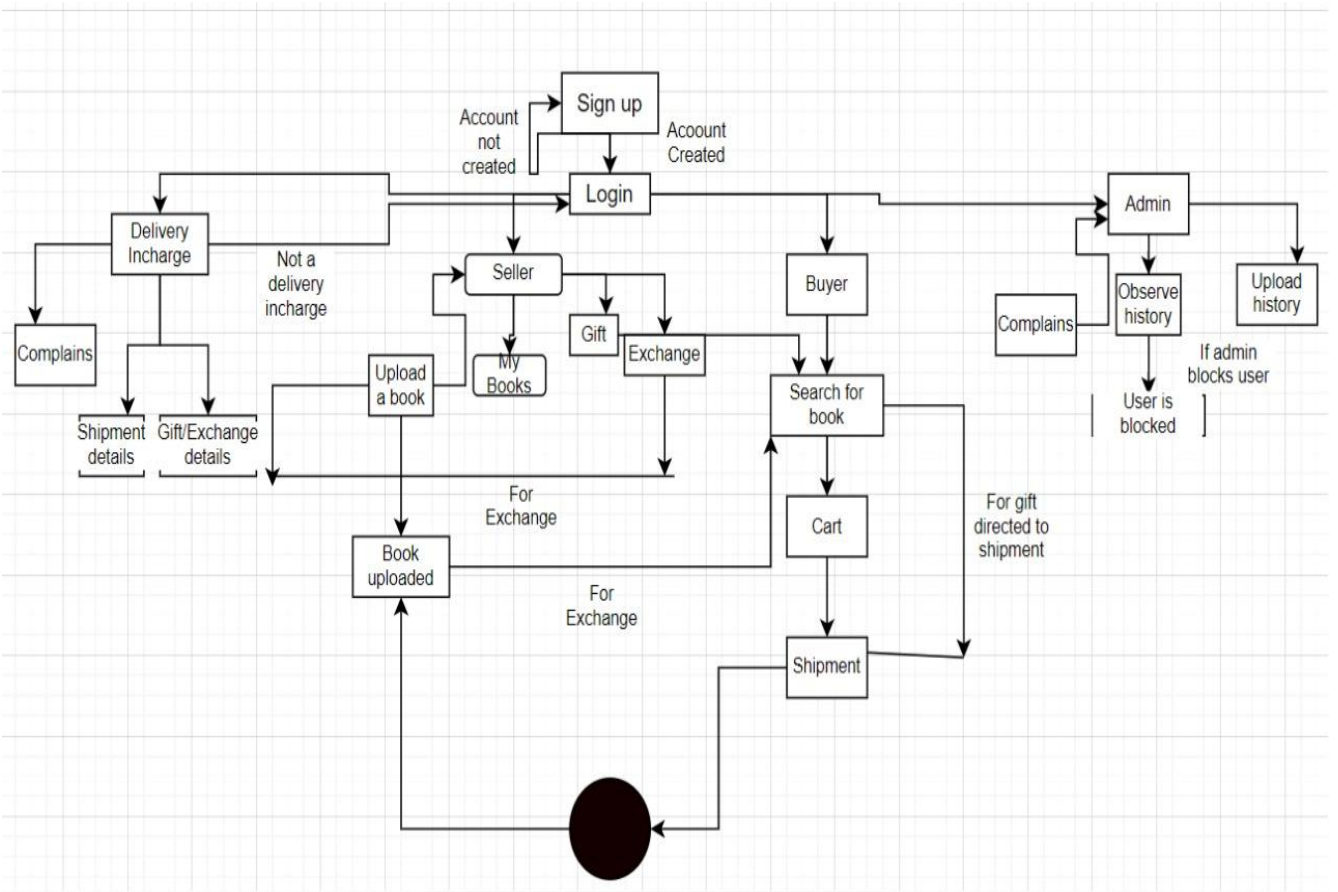 Sign up
Account
not
created
Acoount
Created
Login
Admin
Delivery
Incharge
Not a
delivery
incharge
Seller
Buyer
Observe
history
Upload
history
Complains
Complains
Gift
Exchange
My
Books
Upload
a book
Search for
book
If admin
blocks user
User is
blocked
Shipment
details
Gift/Exchange
details
For
Exchange
Cart
For gift
directed to
shipment
Book
uploaded
For
Exchange
Shipment